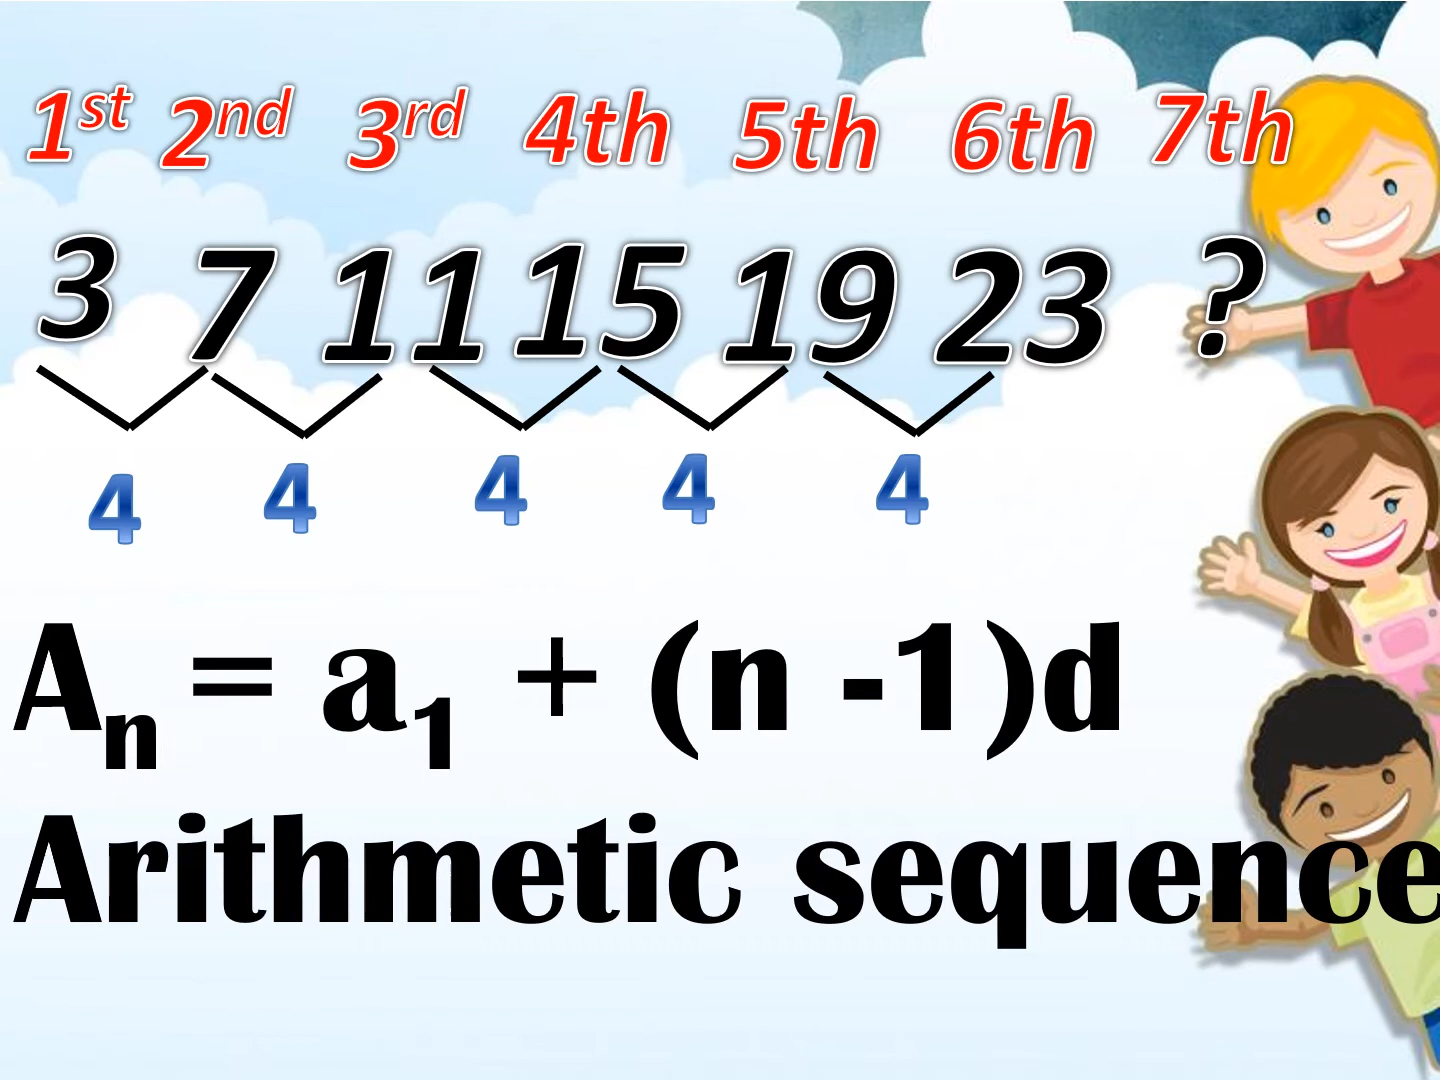 1st 2nd 3rd 4th 5th 6th 7th
3 7 11 15 19 23 ?
4 4 4 4 4
An = a1 + (n -1)d
Arithmetic sequence